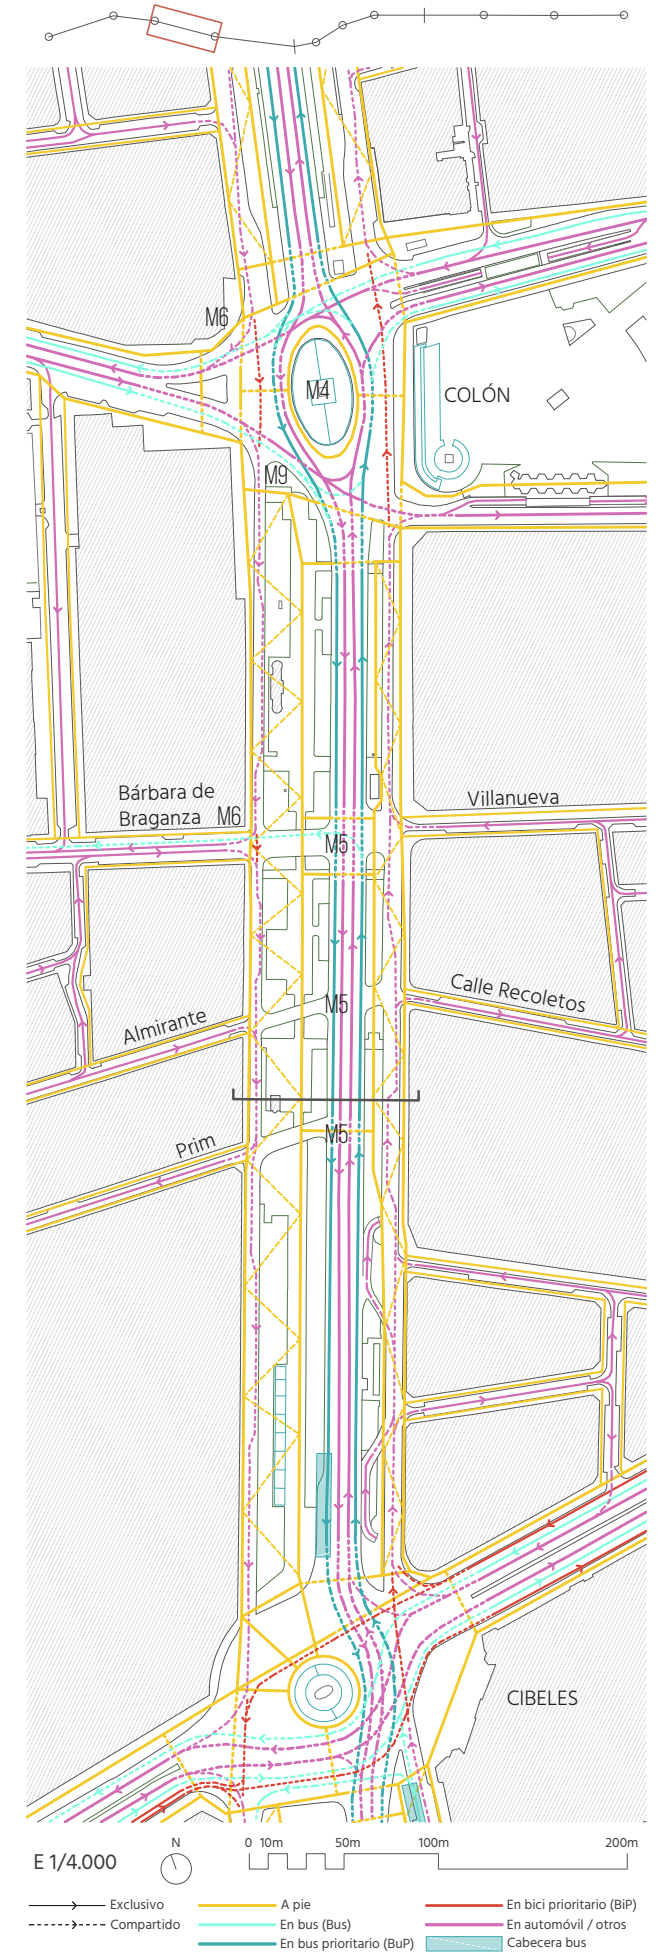 M6
M4
COLÓN
M9
Bárbara de
Braganza
M6
Villanueva
M5
Calle Recoletos
M5
Almirante
M5
Prim
CIBELES
E 1/4.000
N
0 10m 50m 100m 200m
Exclusivo
Compartido
A pie
En bus (Bus)
En bus prioritario (BuP)
En bici prioritario (BiP)
En automóvil / otros
Cabecera bus